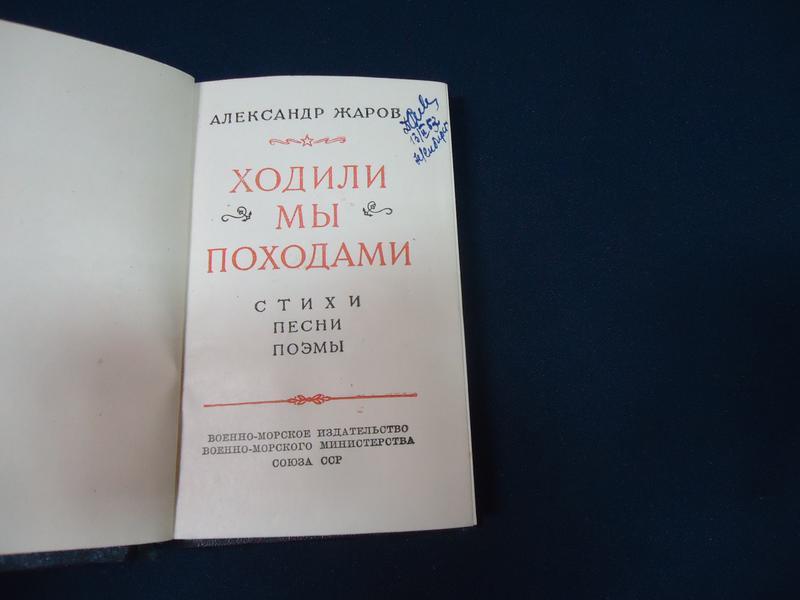 АЛЕКСАНДР ЖАРОВ
ХОДИЛИ
МЫ
ПОХОДАМИ
СТИХИ
ПЕСНИ
ПОЭМЫ
ВОЕННО-МОРСКОЕ ИЗДАТЕЛЬСТВО
ВОЕННО-МОРСКОГО МИНИСТЕРСТВА
СОЮЗА ССР